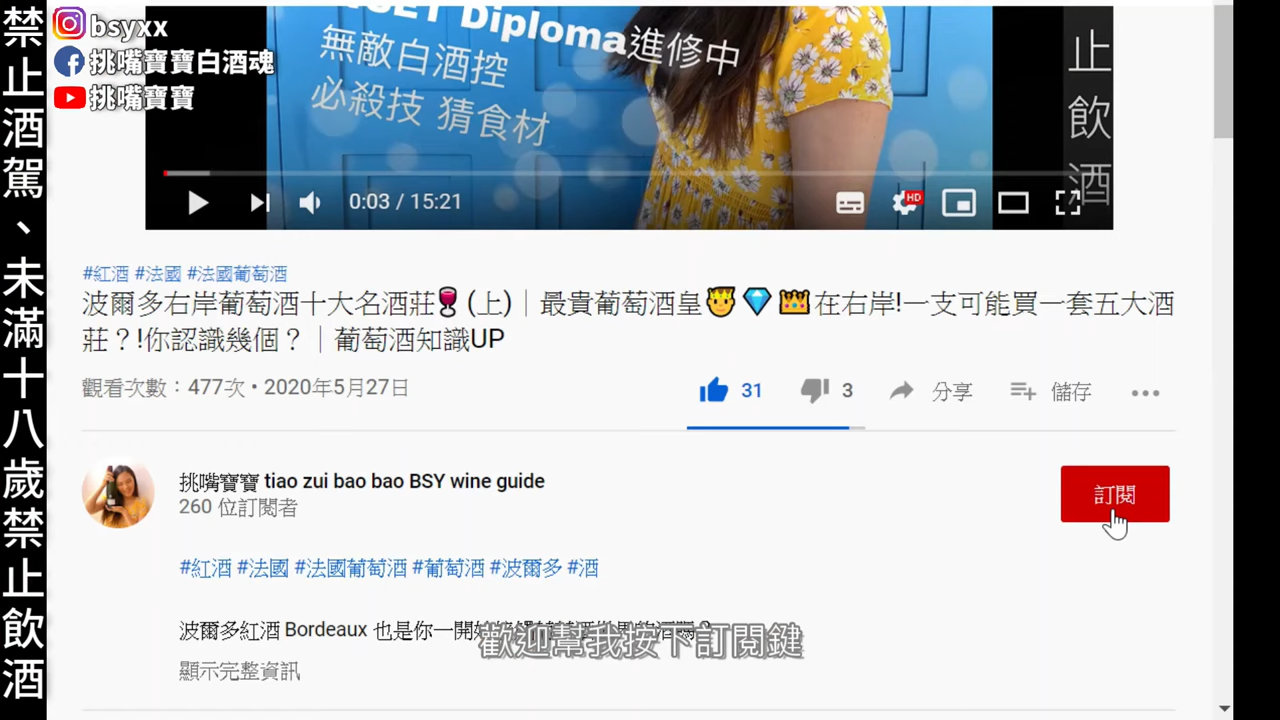 禁止酒駕、未滿十八歲禁止飲酒
bsyxx
挑嘴寶寶白酒魂
挑嘴寶寶
Diploma進修中
無敵白酒控
必殺技 猜食材
止飲酒
0:03 / 15:21
HD
#紅酒 #法國 #法國葡萄酒
波爾多右岸葡萄酒十大名酒莊🍷(上)｜最貴葡萄酒皇🤴💎👑在右岸!一支可能買一套五大酒
莊？!你認識幾個？｜葡萄酒知識UP
觀看次數：477次 • 2020年5月27日
31
3
分享
儲存
挑嘴寶寶 tiao zui bao bao BSY wine guide
260 位訂閱者
訂閱
#紅酒 #法國 #法國葡萄酒 #葡萄酒 #波爾多 #酒
波爾多紅酒 Bordeaux 也是你一開
歡迎幫我按下訂閱鍵
顯示完整資訊